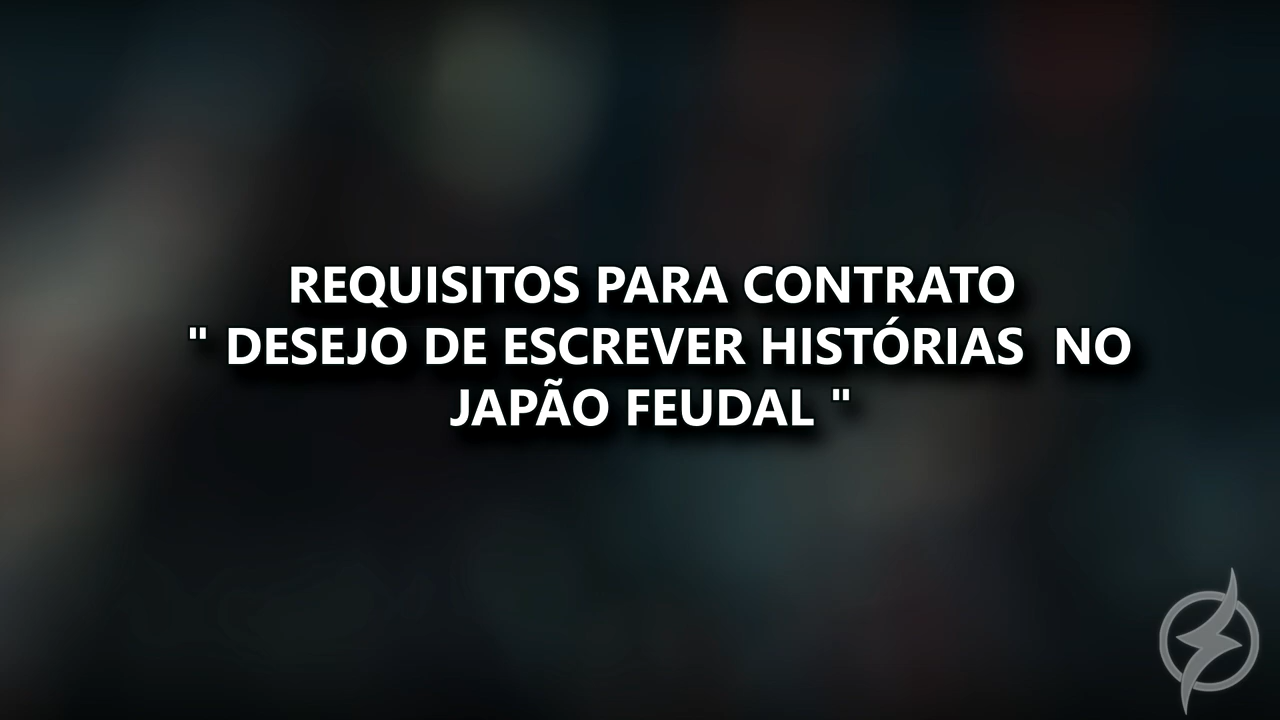 REQUISITOS PARA CONTRATO
" DESEJO DE ESCREVER HISTÓRIAS  NO
JAPÃO FEUDAL "